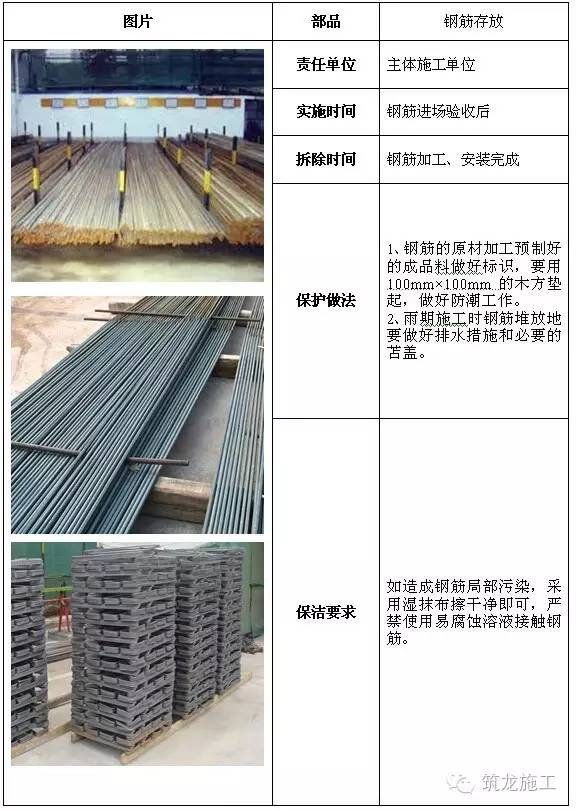 图片
部品
钢筋存放
责任单位
主体施工单位
实施时间
钢筋进场验收后
拆除时间
钢筋加工、安装完成
保护做法
1、钢筋的原材加工预制好
的成品料做好标识，要用
100mm×100mm 的木方垫
起，做好防潮工作。
2、雨期施工时钢筋堆放地
要做好排水措施和必要的
苫盖。
保洁要求
如造成钢筋局部污染，采
用湿抹布擦干净即可，严
禁使用易腐蚀溶液接触钢
筋。
筑龙施工